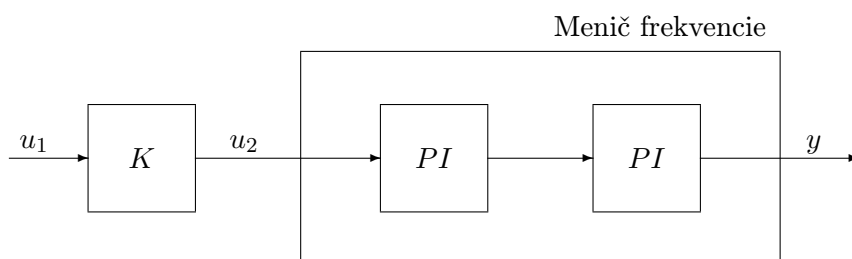 Menič frekvencie
u₁
K
u₂
PI
PI
y